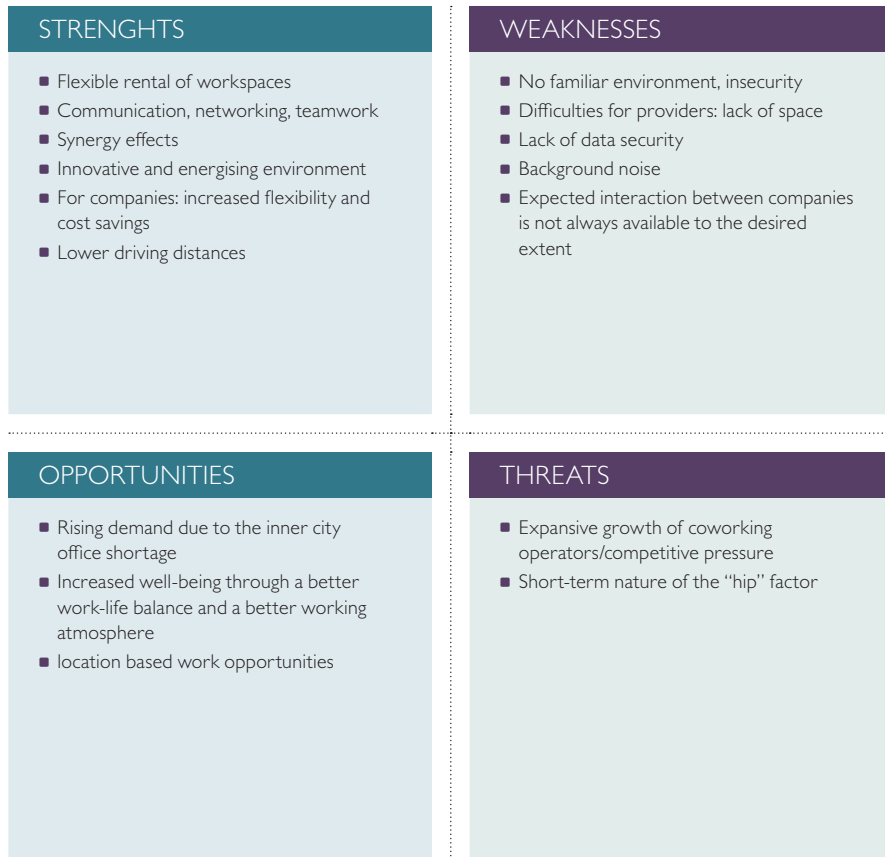 STRENGHTS
Flexible rental of workspaces
Communication, networking, teamwork
Synergy effects
Innovative and energising environment
For companies: increased flexibility and
cost savings
Lower driving distances
WEAKNESSES
No familiar environment, insecurity
Difficulties for providers: lack of space
Lack of data security
Background noise
Expected interaction between companies
is not always available to the desired
extent
OPPORTUNITIES
Rising demand due to the inner city
office shortage
Increased well-being through a better
work-life balance and a better working
atmosphere
location based work opportunities
THREATS
Expansive growth of coworking
operators/competitive pressure
Short-term nature of the “hip” factor